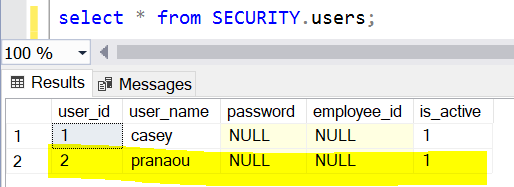 select * from SECURITY.users;
100 %
Results Messages
user_id user_name password employee_id is_active
1 1 casey NULL NULL 1
2 2 pranaou NULL NULL 1